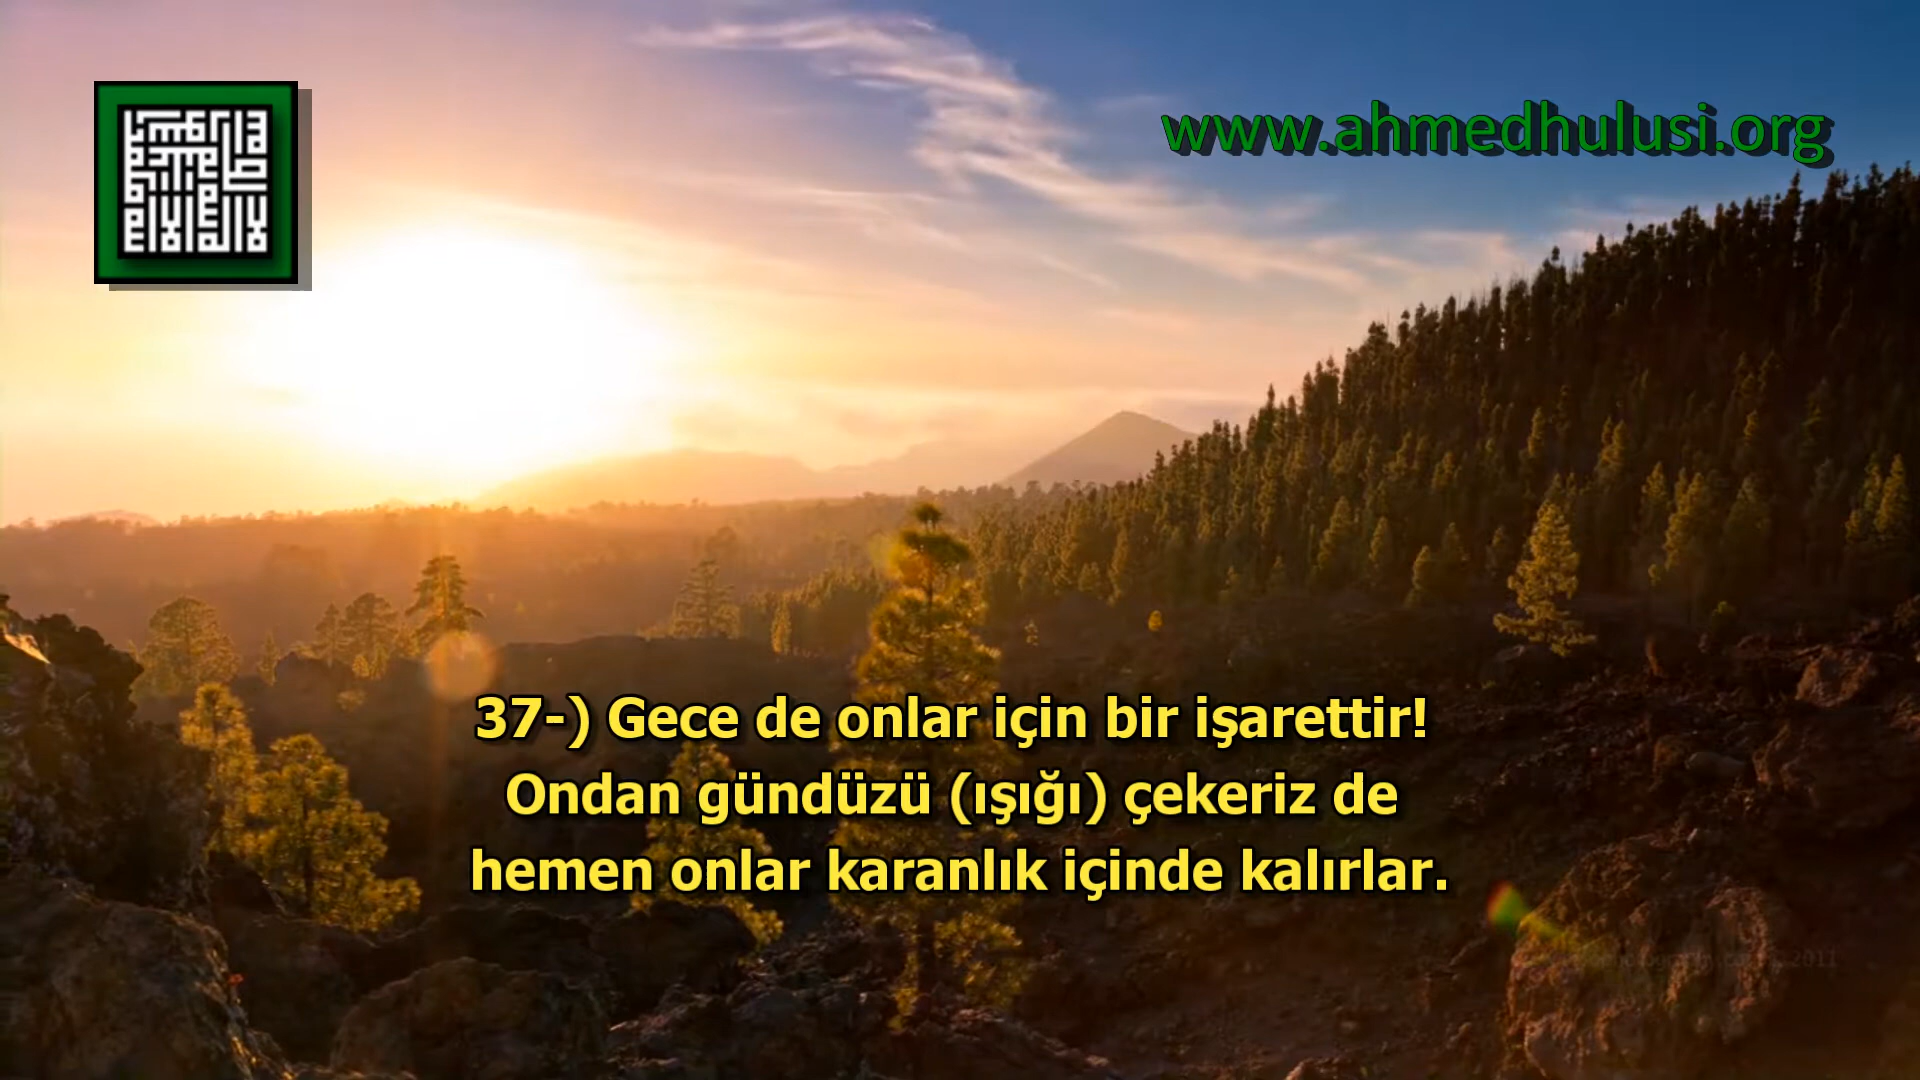 www.ahmedhulusi.org
37-) Gece de onlar için bir işarettir!
Ondan gündüzü (ışığı) çekeriz de
hemen onlar karanlık içinde kalırlar.